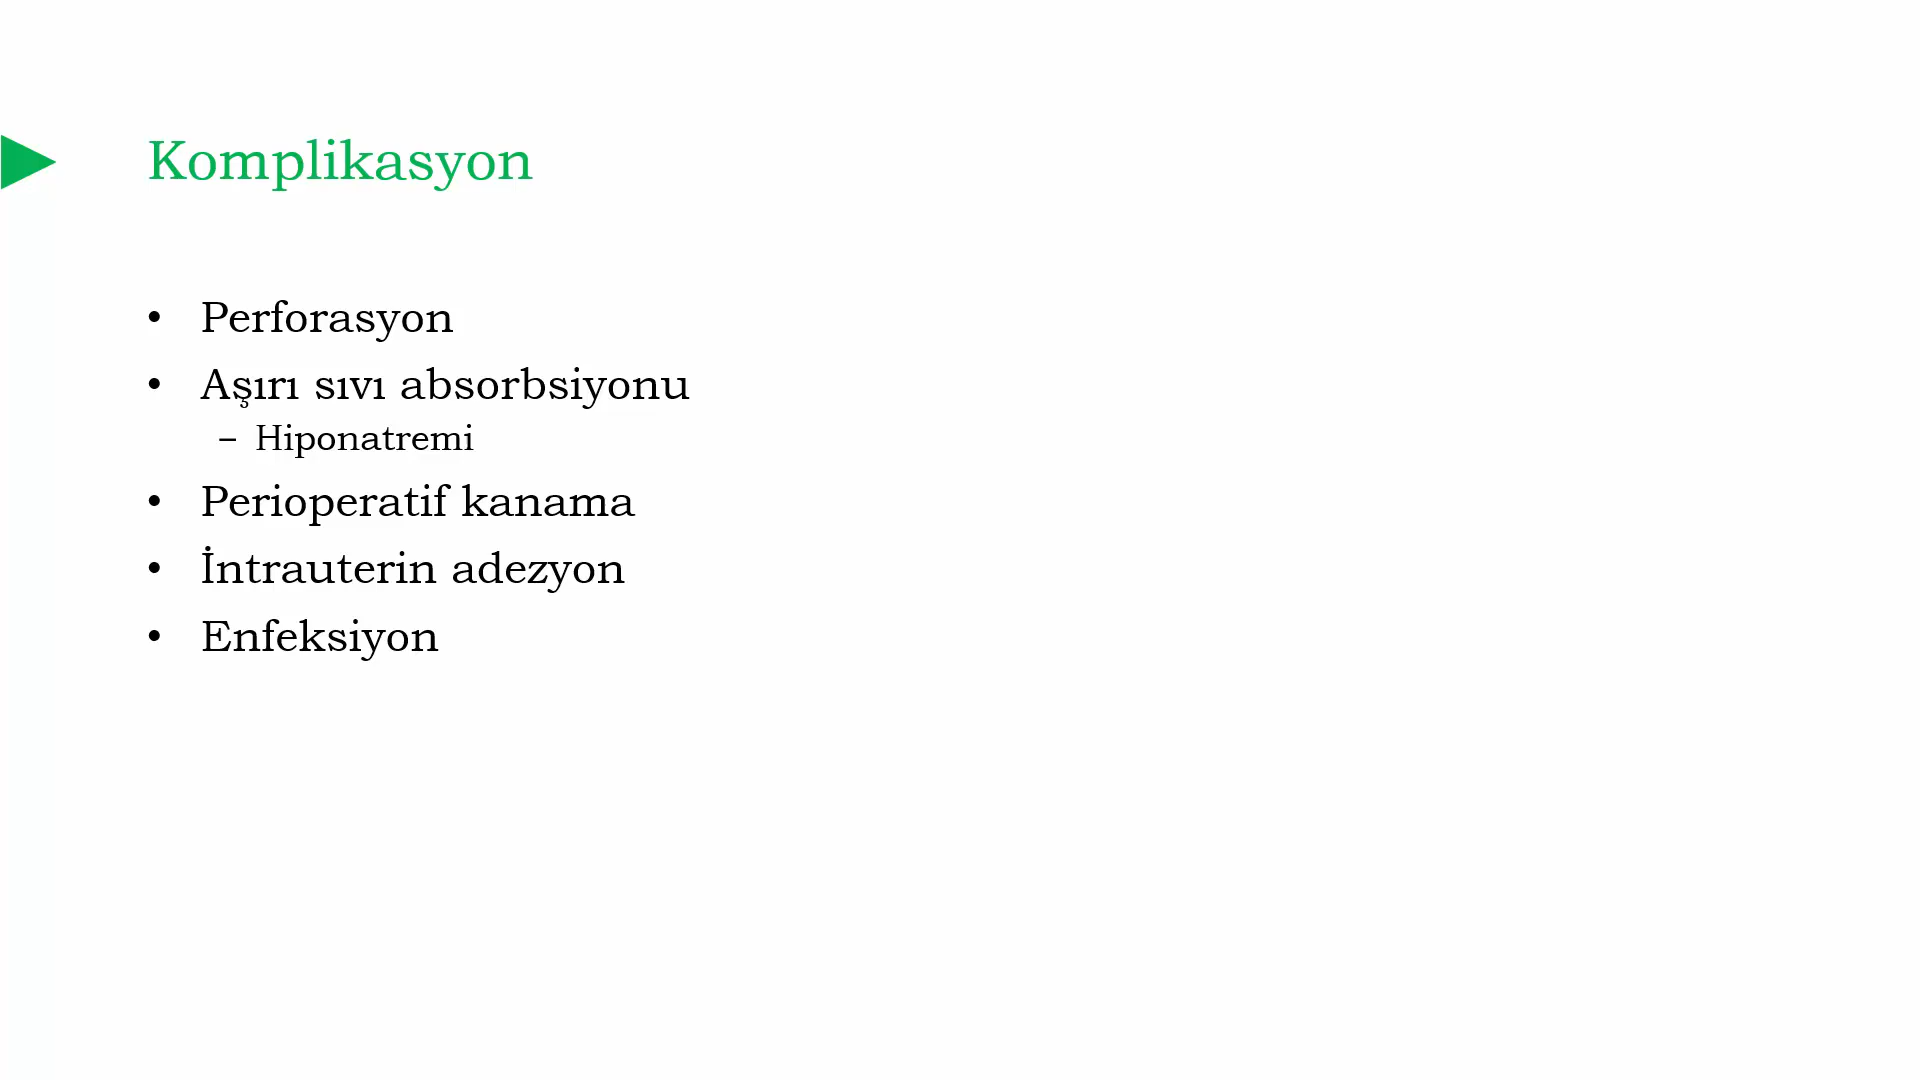 Komplikasyon
• Perforasyon
• Aşırı sıvı absorbsiyonu
– Hiponatremi
• Perioperatif kanama
• İntrauterin adezyon
• Enfeksiyon